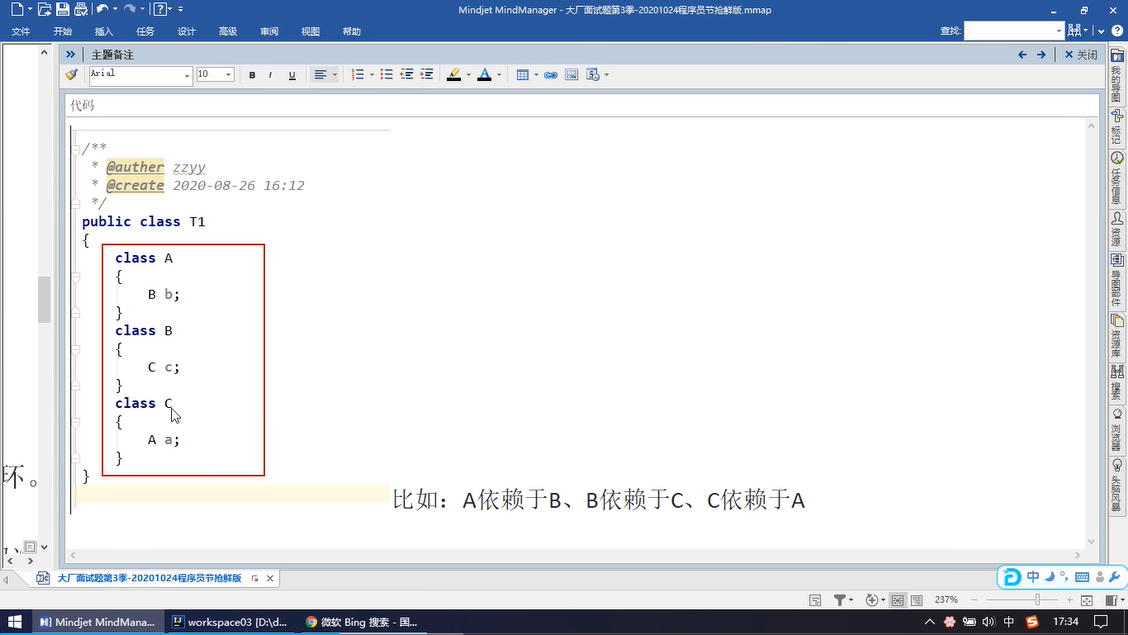 Mindjet MindManager - 大厂面试题第3季-20201024程序员节抢鲜版.mmap
文件 开始 插入 任务 设计 高级 审阅 视图 帮助 查找:
主题备注 关闭
Arial 10 B I U
代码
/**
* @auther zzyy
* @create 2020-08-26 16:12
*/
public class T1
{
class A
{
B b;
}
class B
{
C c;
}
class C
{
A a;
}
}
比如：A依赖于B、B依赖于C、C依赖于A
环。
我的导图
标记
任务信息
资源
导图部件
资源库
搜索
浏览器
头脑风暴
大厂面试题第3季-20201024程序员节抢鲜版
中
237%
Mindjet MindMana... workspace03 [D:\d... 微软 Bing 搜索 - 国... 中 17:34